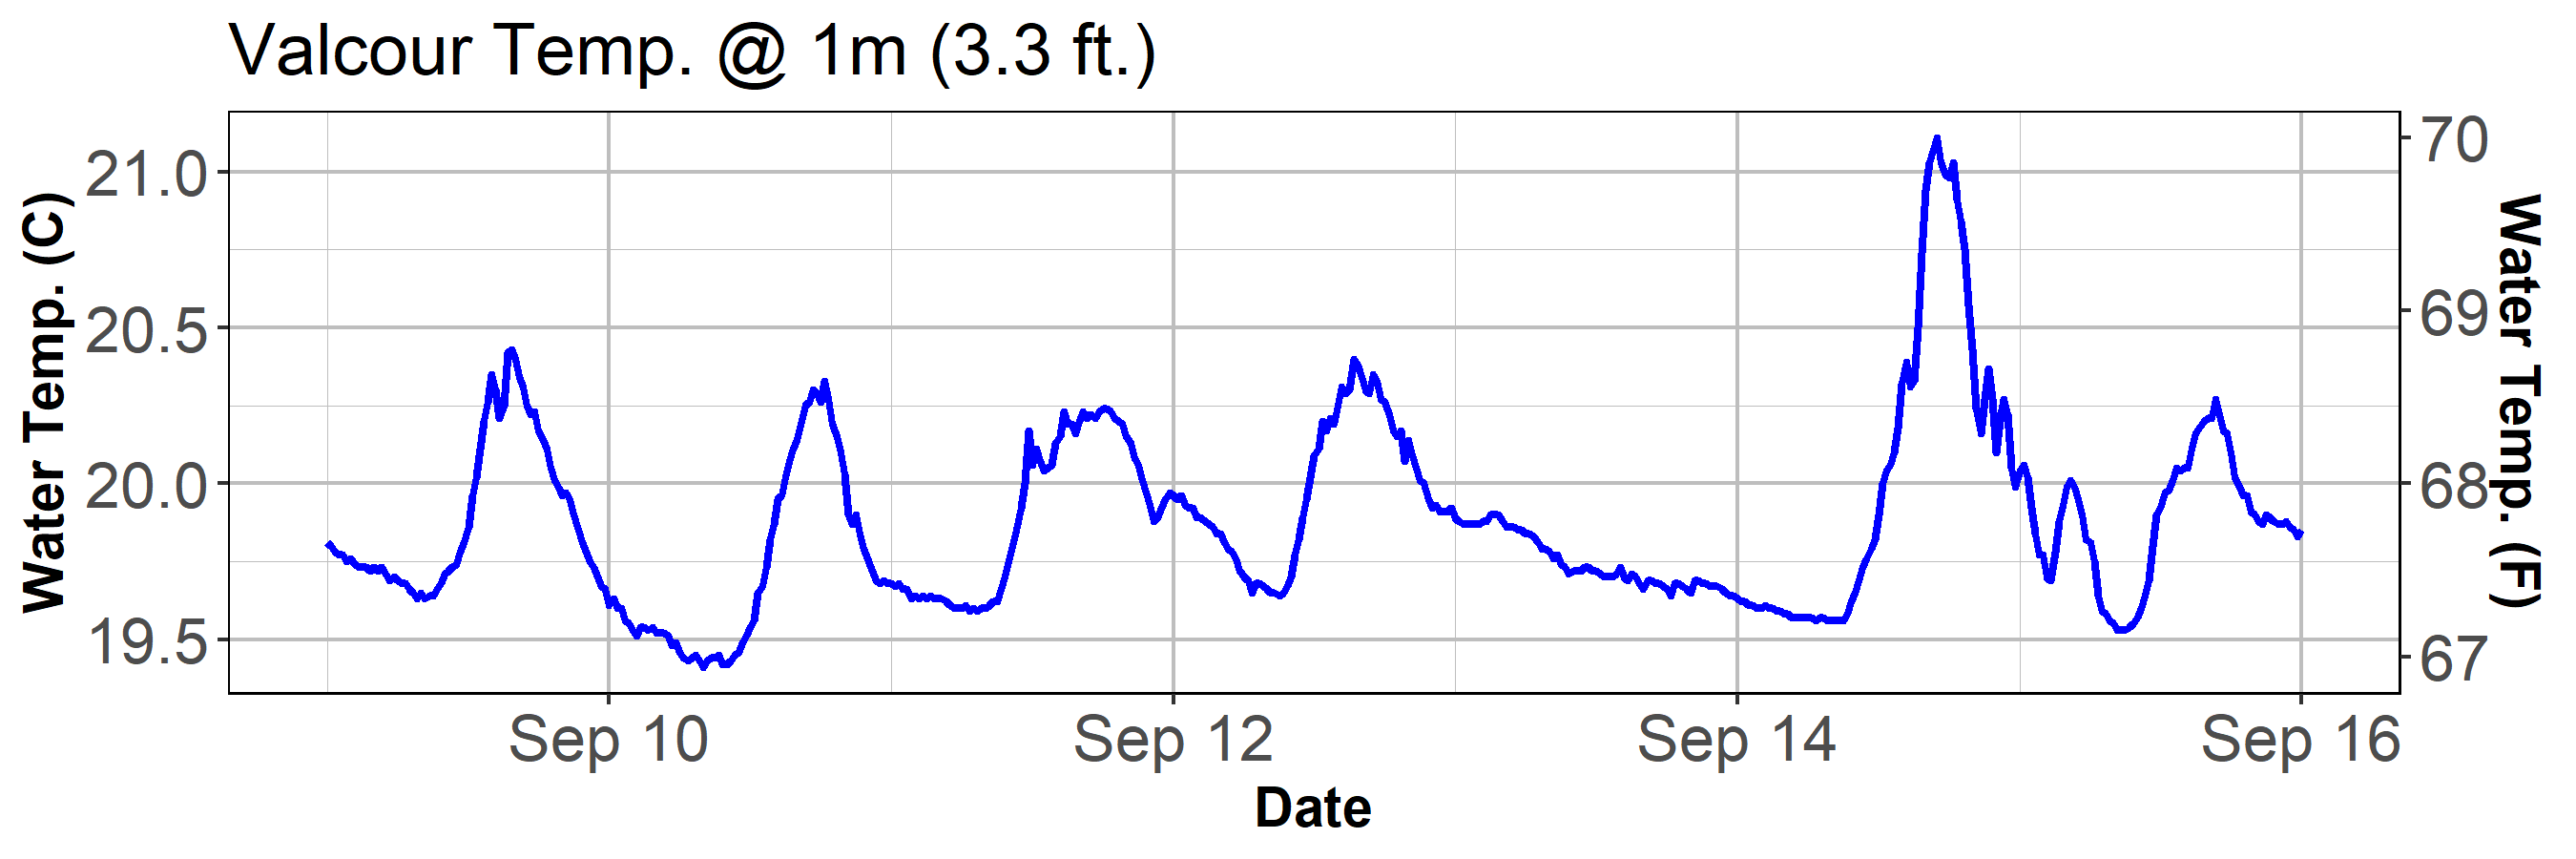 Valcour Temp. @ 1m (3.3 ft.)
Water Temp. (C)
21.0
20.5
20.0
19.5
70
69
68
67
Water Temp. (F)
Sep 10 Sep 12 Sep 14 Sep 16
Date